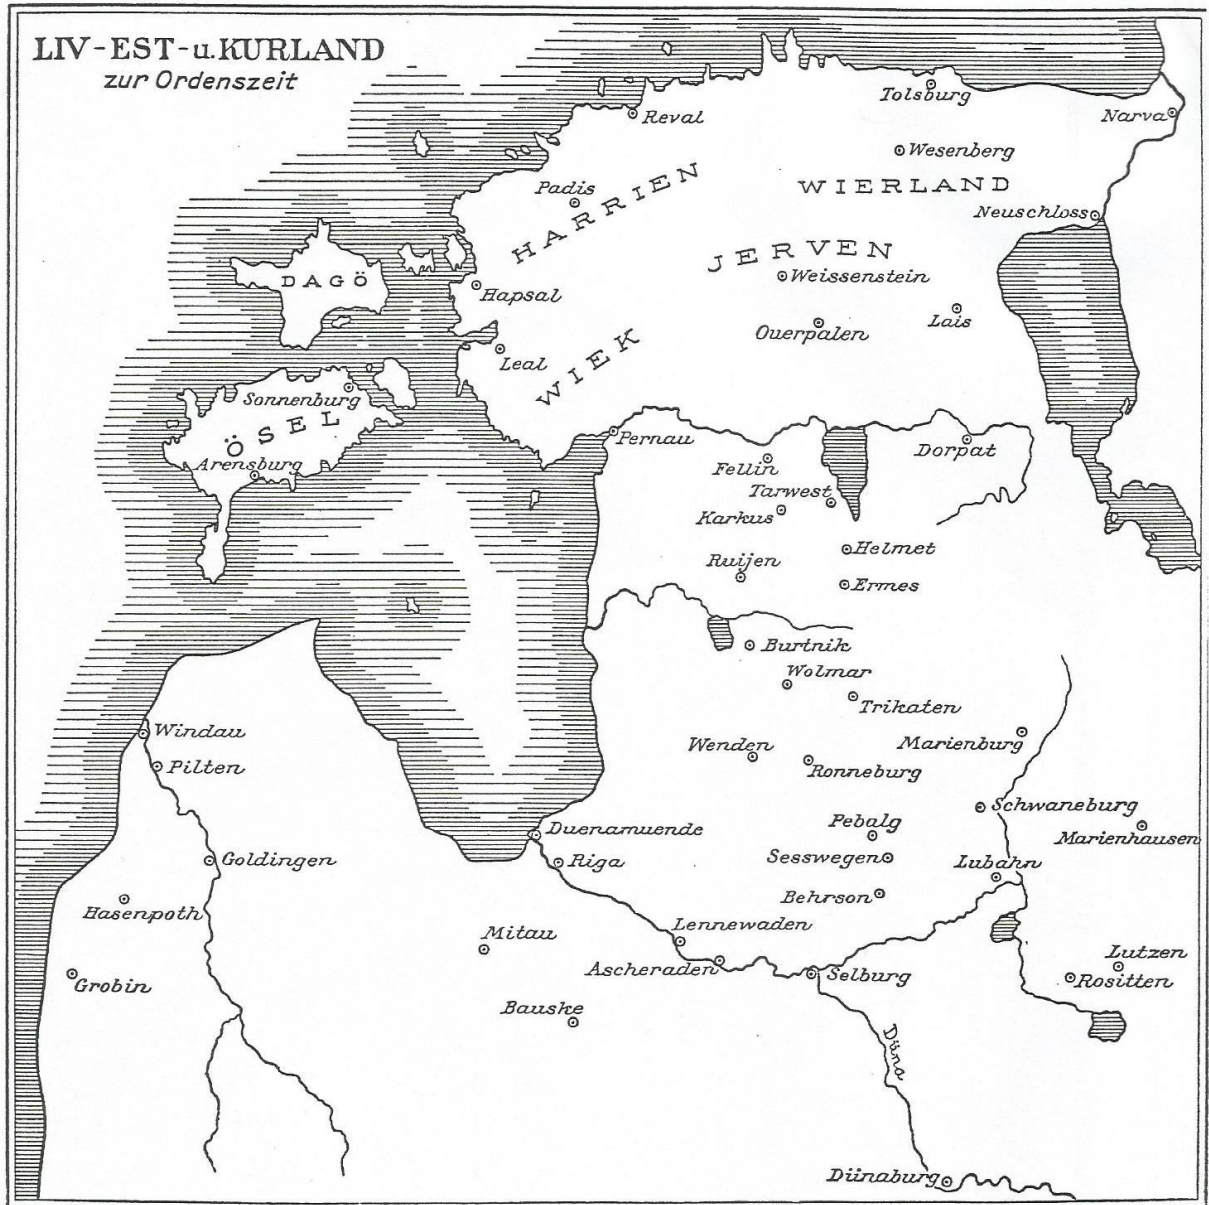 LIV-EST-u.KURLAND
zur Ordenszeit
Tolsburg
Reval
Narva
Wesenberg
Padis
HARRIEN
WIERLAND
Neuschloss
JERVEN
DAGÖ
Weissenstein
Hapsal
Ouerpalen
Lais
Leal
WIEK
Sonnenburg
ÖSEL
Pernau
Dorpat
Arensburg
Fellin
Tarwest
Karkus
Helmet
Ruijen
Ermes
Burtnik
Wolmar
Trikaten
Windau
Wenden
Marienburg
Pilten
Ronneburg
Schwaneburg
Duenamuende
Pebalg
Marienhausen
Goldingen
Riga
Sesswegen
Lubahn
Behrson
Hasenpoth
Lennewaden
Mitau
Lutzen
Ascheraden
Selburg
Rositten
Grobin
Bauske
Düna
Dünaburg